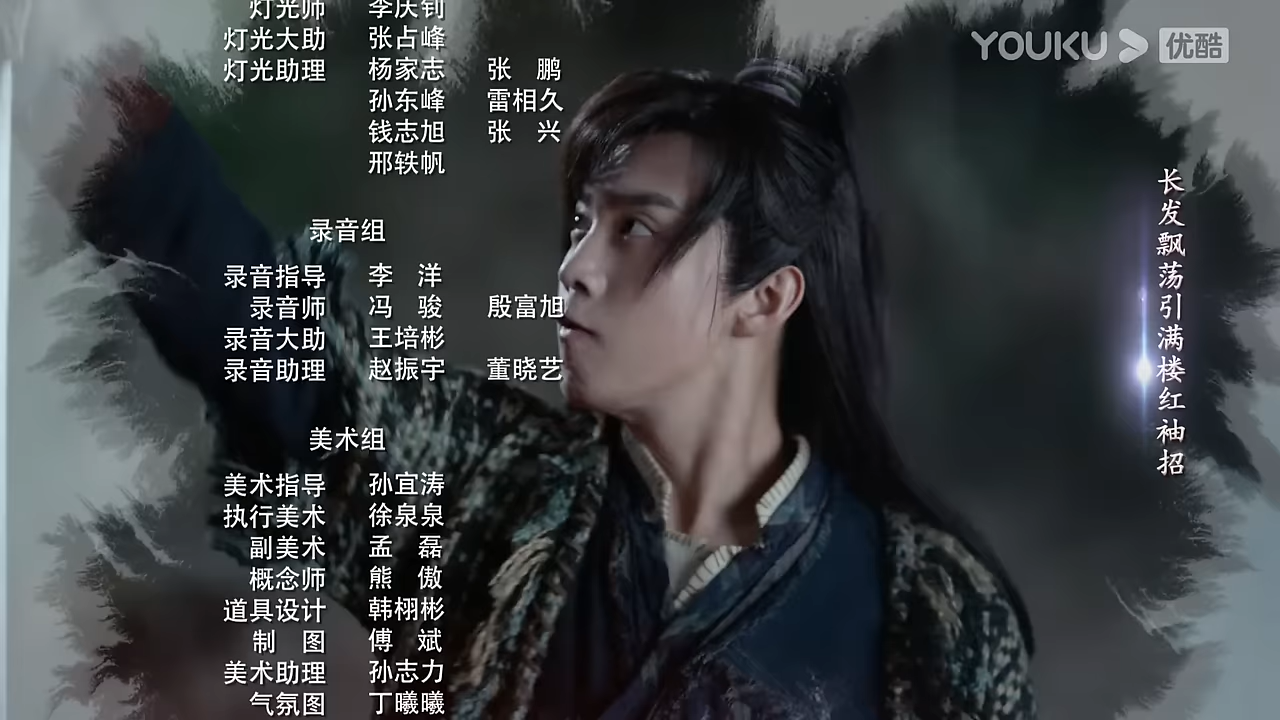 YOUKU 优酷
灯光师 李庆钊
灯光大助 张占峰
灯光助理 杨家志 张 鹏
孙东峰 雷相久
钱志旭 张 兴
邢轶帆
录音组
录音指导 李 洋
录音师 冯 骏 殷富旭
录音大助 王培彬
录音助理 赵振宇 董晓艺
美术组
美术指导 孙宜涛
执行美术 徐泉泉
副美术 孟 磊
概念师 熊 傲
道具设计 韩栩彬
制 图 傅 斌
美术助理 孙志力
气氛图 丁曦曦
长发飘荡引满楼红袖招